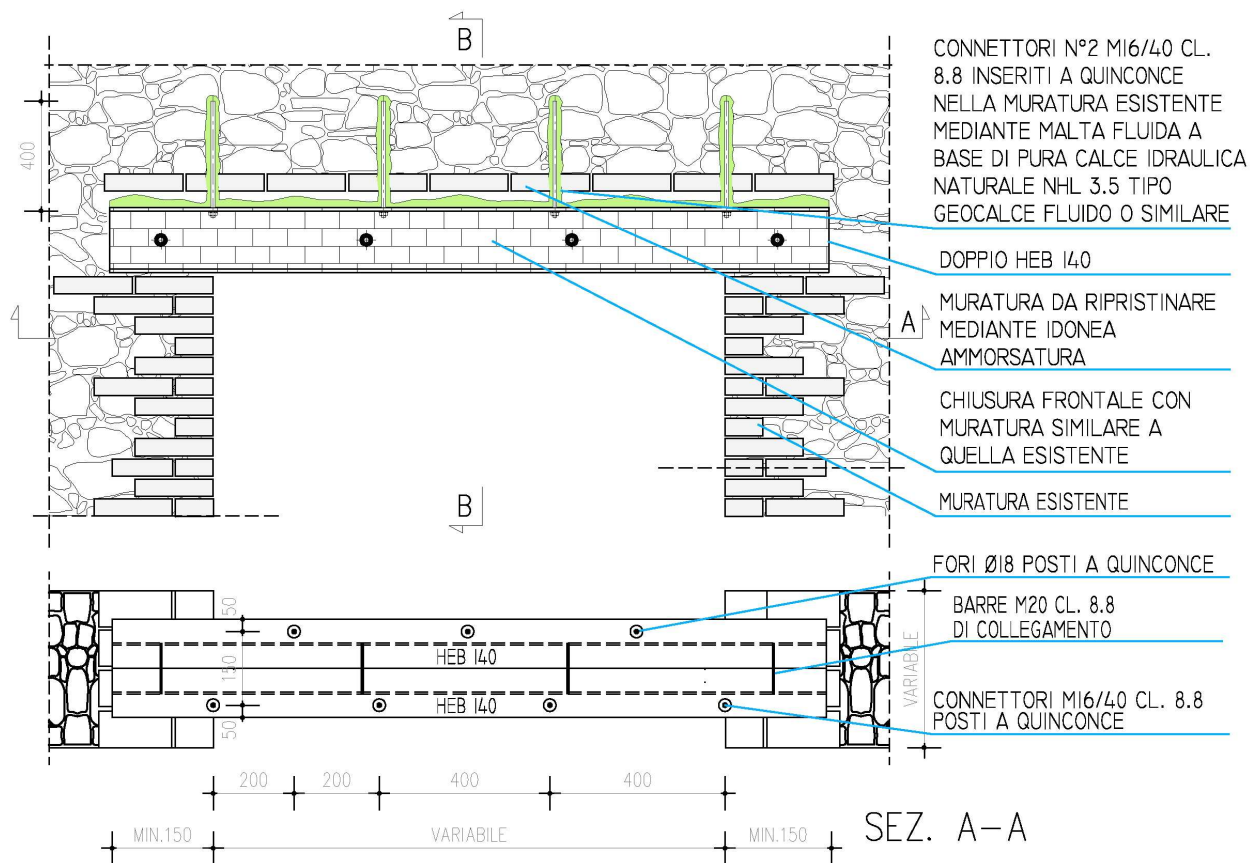 B
CONNETTORI N°2 M16/40 CL.
8.8 INSERITI A QUINCONCE
NELLA MURATURA ESISTENTE
MEDIANTE MALTA FLUIDA A
BASE DI PURA CALCE IDRAULICA
NATURALE NHL 3.5 TIPO
GEOCALCE FLUIDO O SIMILARE
400
DOPPIO HEB 140
MURATURA DA RIPRISTINARE
MEDIANTE IDONEA
AMMORSATURA
A
CHIUSURA FRONTALE CON
MURATURA SIMILARE A
QUELLA ESISTENTE
MURATURA ESISTENTE
B
FORI Ø18 POSTI A QUINCONCE
BARRE M20 CL. 8.8
DI COLLEGAMENTO
CONNETTORI M16/40 CL. 8.8
POSTI A QUINCONCE
50
150
50
HEB 140
HEB 140
VARIABILE
200
200
400
400
MIN.150
VARIABILE
MIN.150
SEZ. A-A